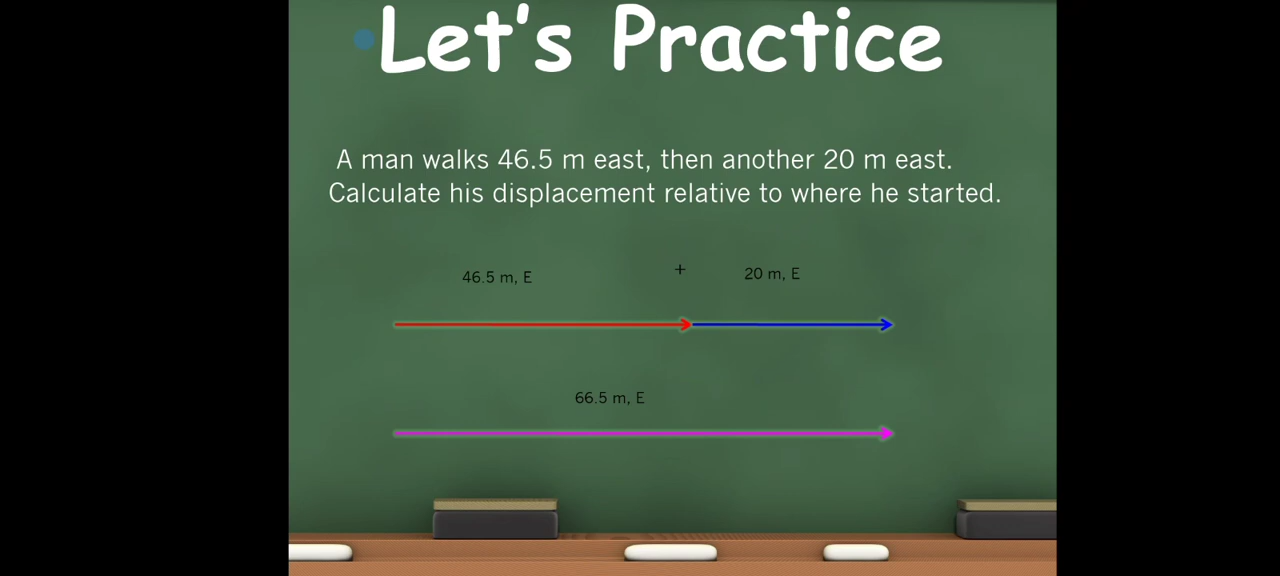 Let's Practice
A man walks 46.5 m east, then another 20 m east.
Calculate his displacement relative to where he started.
46.5 m, E + 20 m, E
66.5 m, E